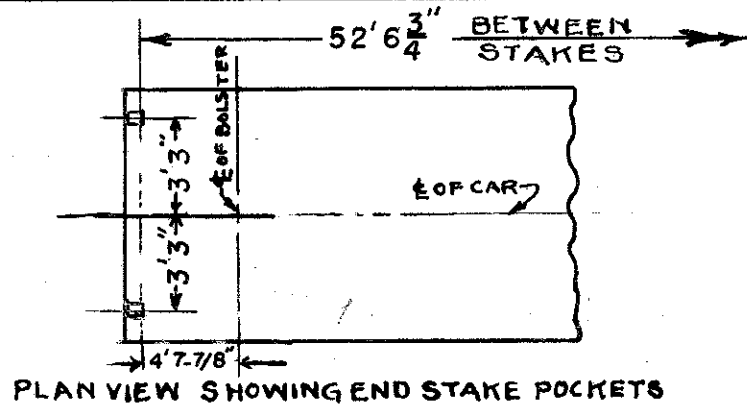 52' 6 3/4" BETWEEN
STAKES
℄ OF BOLSTER
3'3"
℄ OF CAR
3'3"
4'7-7/8"
PLAN VIEW SHOWING END STAKE POCKETS